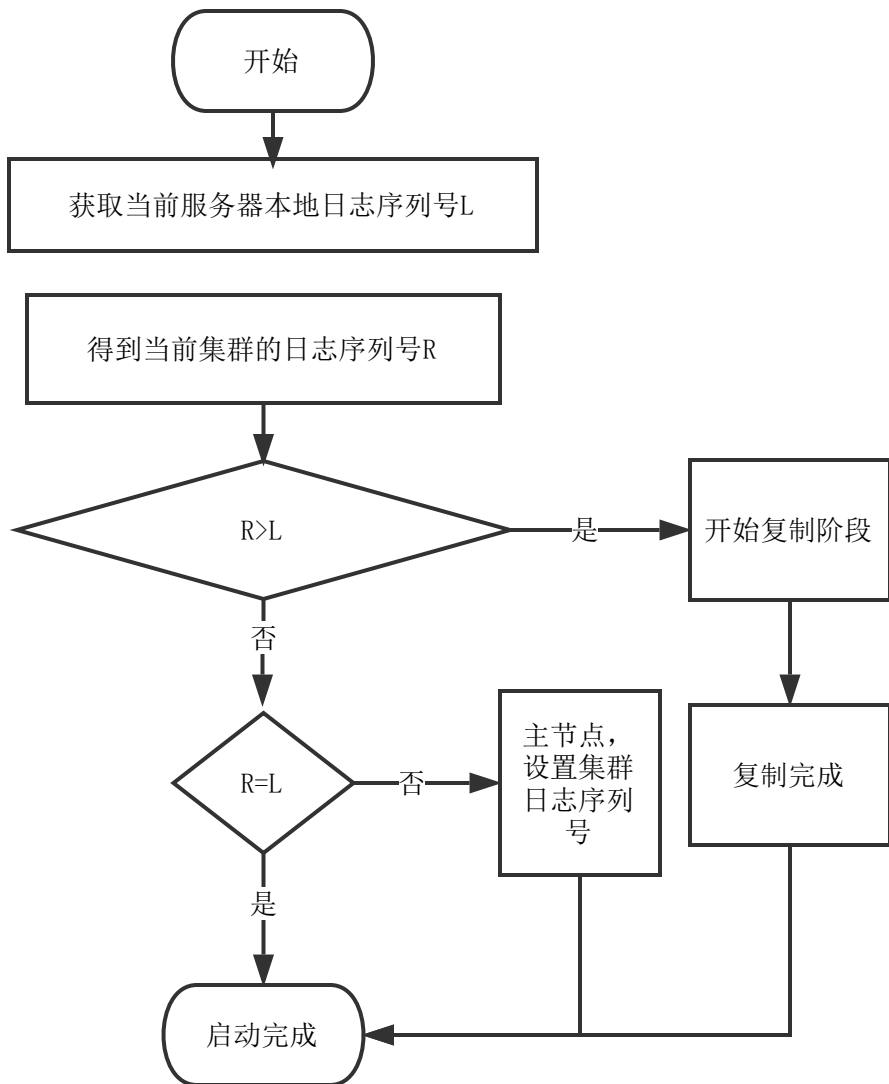 开始
获取当前服务器本地日志序列号L
得到当前集群的日志序列号R
R>L
是
开始复制阶段
否
主节点，
设置集群
日志序列
号
复制完成
R=L
否
是
启动完成